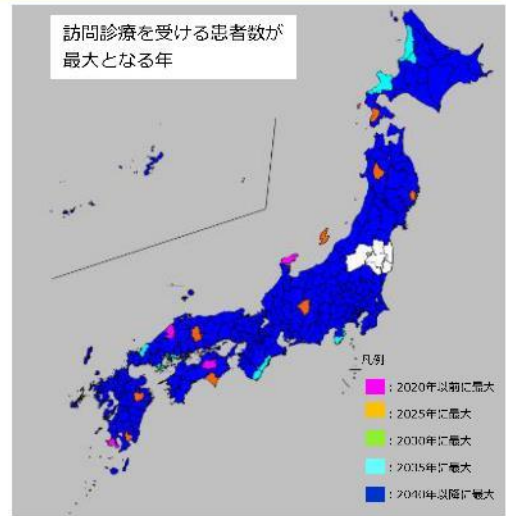 訪問診療を受ける患者数が
最大となる年
凡例
：2020年以前に最大
：2025年に最大
：2030年に最大
：2035年に最大
：2040年以降に最大